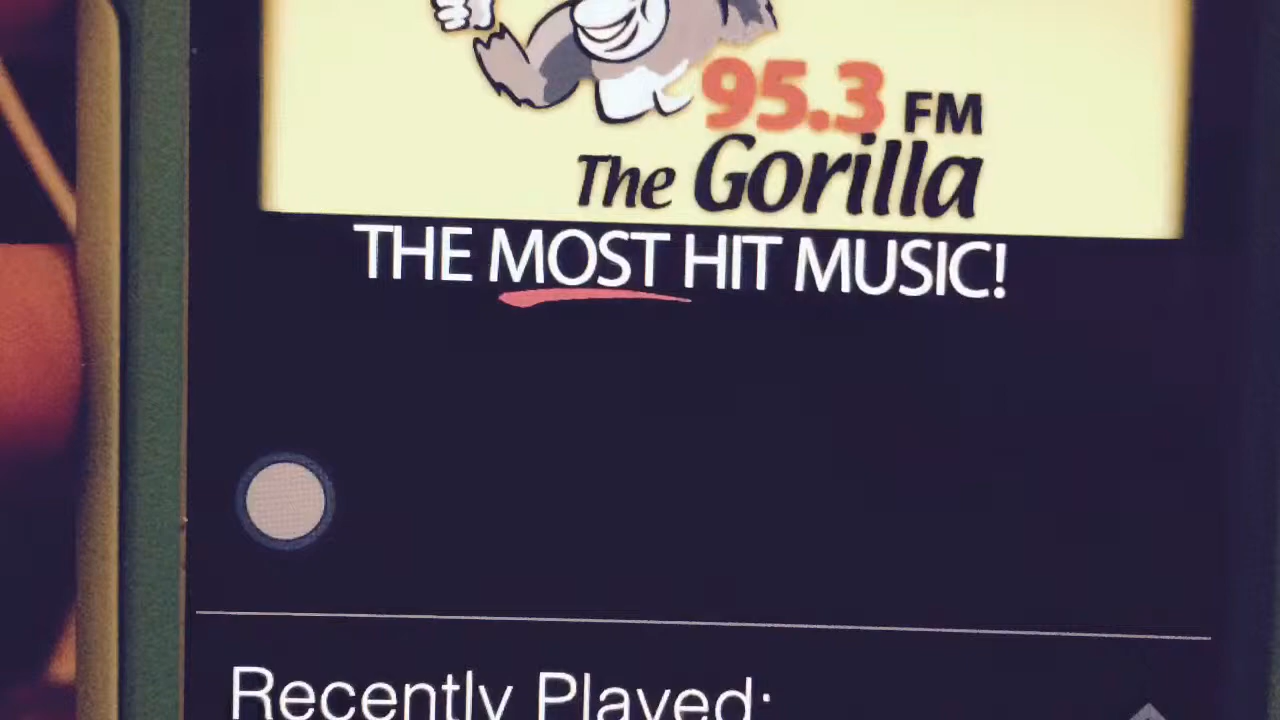 95.3 FM
The Gorilla
THE MOST HIT MUSIC!
Recently Played: